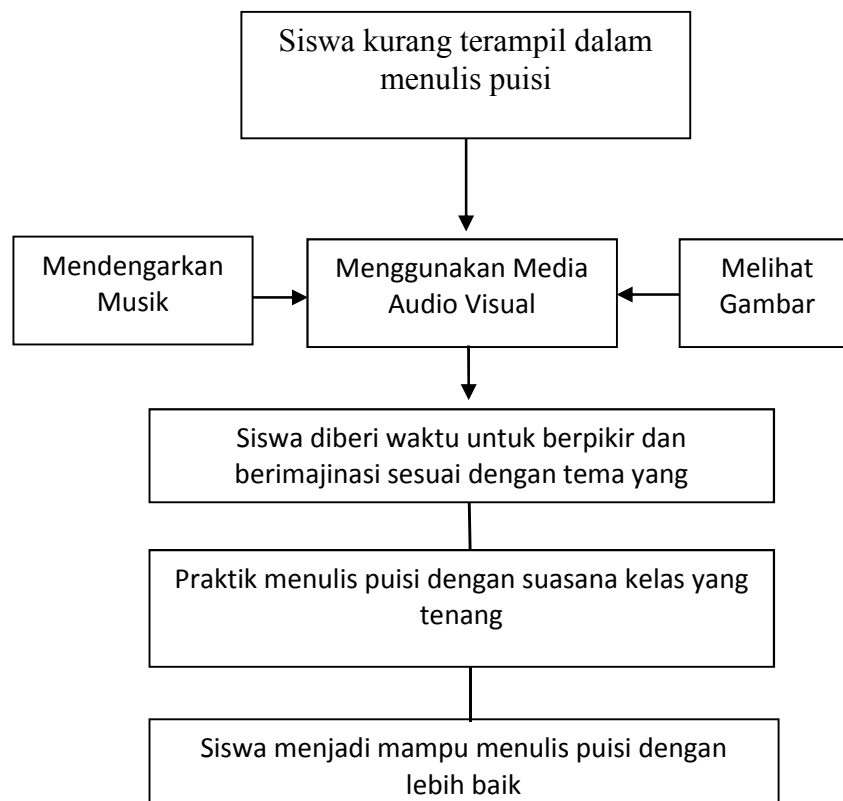 Siswa kurang terampil dalam
menulis puisi
Mendengarkan
Musik
Menggunakan Media
Audio Visual
Melihat
Gambar
Siswa diberi waktu untuk berpikir dan
berimajinasi sesuai dengan tema yang
Praktik menulis puisi dengan suasana kelas yang
tenang
Siswa menjadi mampu menulis puisi dengan
lebih baik